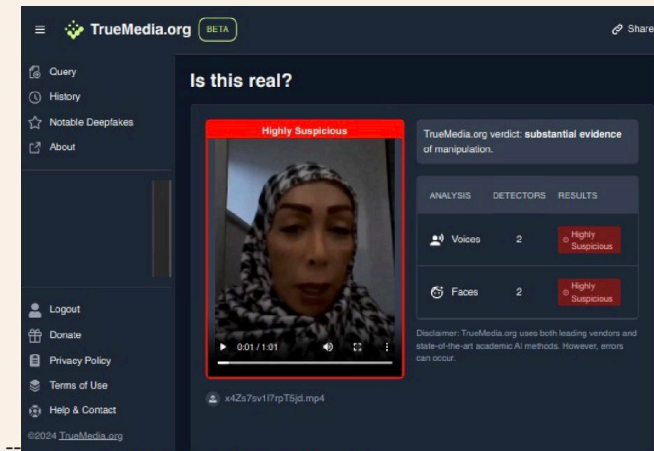 TrueMedia.org BETA
Share
Query
History
Notable Deepfakes
About
Logout
Donate
Privacy Policy
Terms of Use
Help & Contact
©2024 TrueMedia.org
Is this real?
Highly Suspicious
0:01 / 1:01
x4Zs7sv1I7rpT5jd.mp4
TrueMedia.org verdict: substantial evidence
of manipulation.
ANALYSIS DETECTORS RESULTS
Voices 2 Highly
Suspicious
Faces 2 Highly
Suspicious
Disclaimer: TrueMedia.org uses both leading vendors and
state-of-the-art academic AI methods. However, errors
can occur.
--